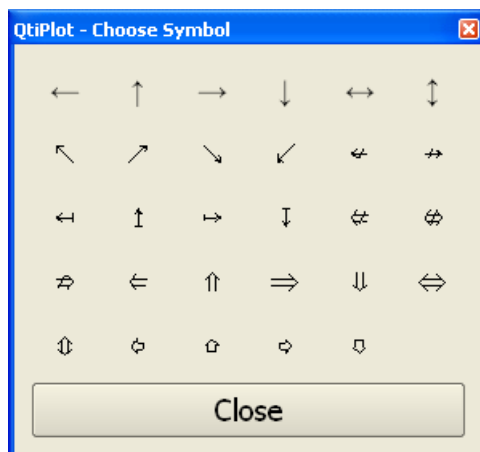 QtiPlot - Choose Symbol
← ↑ → ↓ ↔ ↕
↖ ↗ ↘ ↙ ↚ ↛
↤ ↥ ↦ ↧ ⇍ ⇎
⇏ ⇐ ⇑ ⇒ ⇓ ⇔
⇕ ⇦ ⇧ ⇨ ⇩
Close